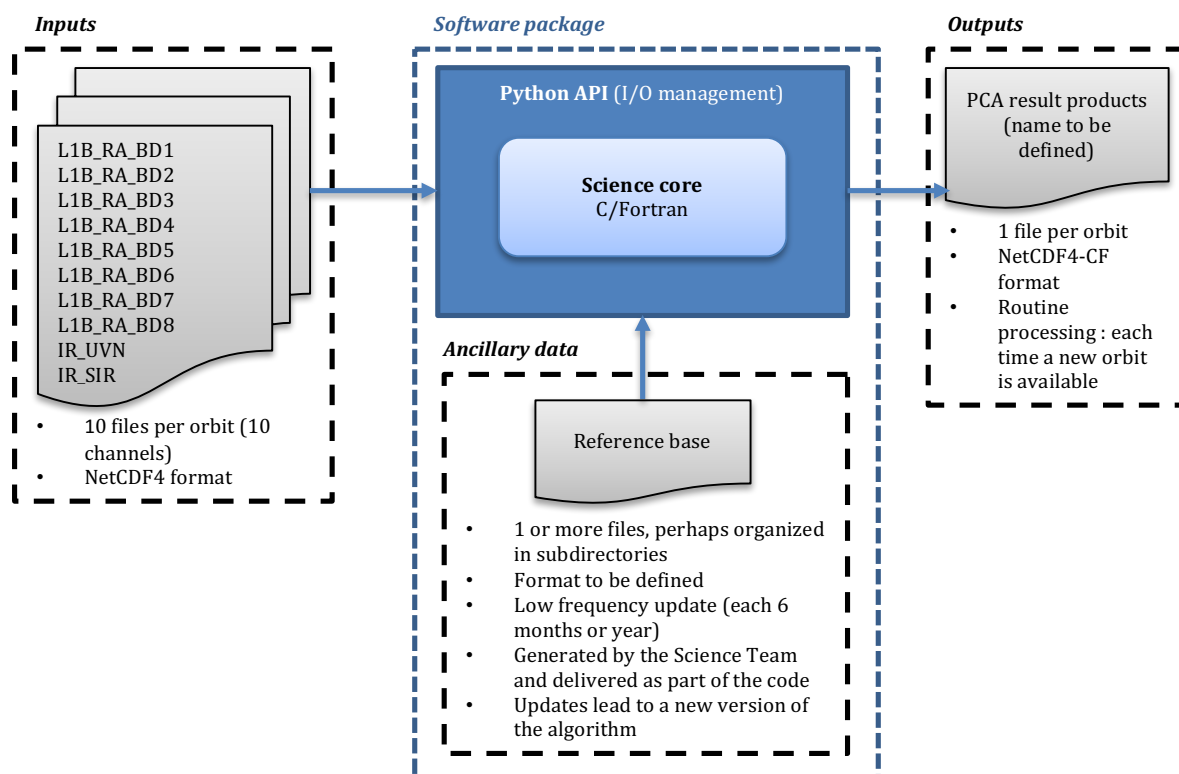 Inputs
L1B_RA_BD1
L1B_RA_BD2
L1B_RA_BD3
L1B_RA_BD4
L1B_RA_BD5
L1B_RA_BD6
L1B_RA_BD7
L1B_RA_BD8
IR_UVN
IR_SIR
• 10 files per orbit (10
channels)
• NetCDF4 format
Software package
Python API (I/O management)
Science core
C/Fortran
Ancillary data
Reference base
• 1 or more files, perhaps organized
in subdirectories
• Format to be defined
• Low frequency update (each 6
months or year)
• Generated by the Science Team
and delivered as part of the code
• Updates lead to a new version of
the algorithm
Outputs
PCA result products
(name to be
defined)
• 1 file per orbit
• NetCDF4-CF
format
• Routine
processing : each
time a new orbit
is available